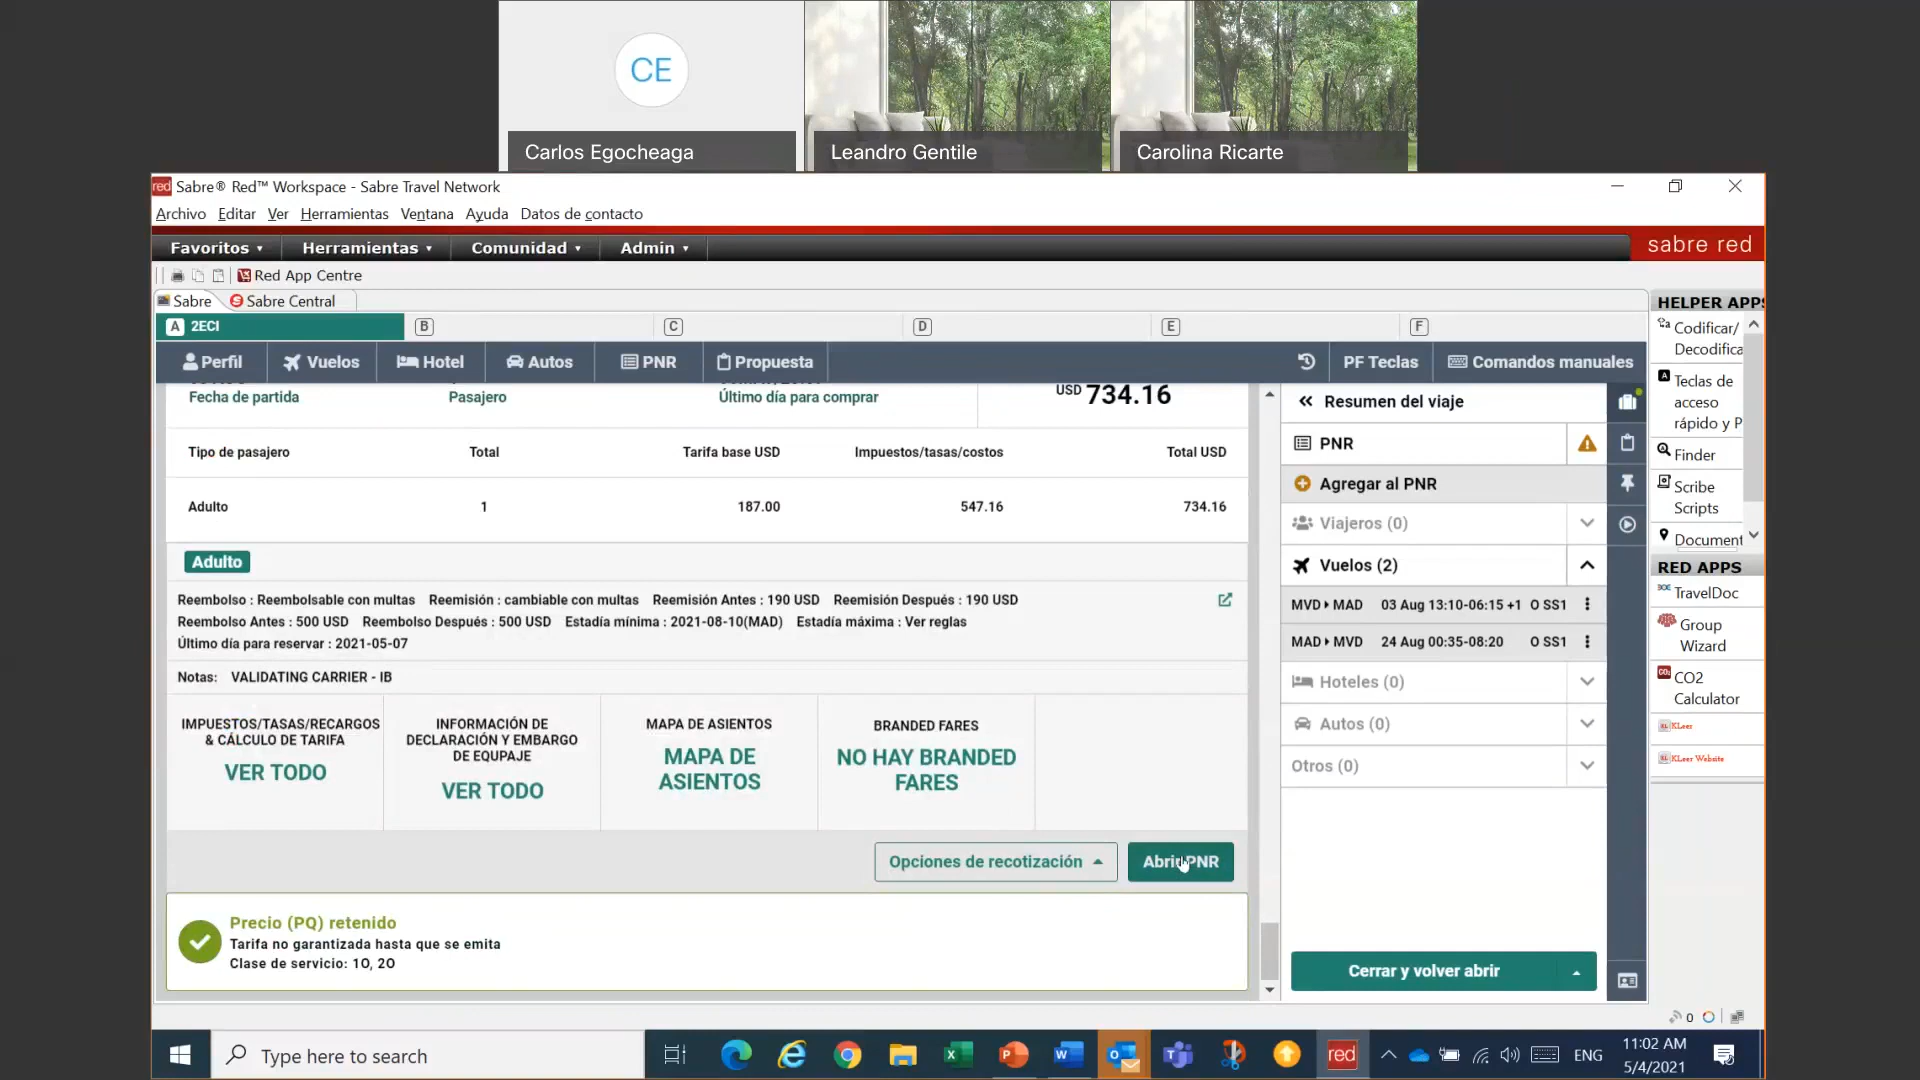 CE
Carlos Egocheaga
Leandro Gentile
Carolina Ricarte
red Sabre® Red™ Workspace - Sabre Travel Network
Archivo Editar Ver Herramientas Ventana Ayuda Datos de contacto
Favoritos Herramientas Comunidad Admin sabre red
Red App Centre
Sabre Sabre Central
A 2ECI B C D E F
Perfil Vuelos Hotel Autos PNR Propuesta PF Teclas Comandos manuales
Fecha de partida Pasajero Último día para comprar USD 734.16
Tipo de pasajero Total Tarifa base USD Impuestos/tasas/costos Total USD
Adulto 1 187.00 547.16 734.16
Adulto
Reembolso : Reembolsable con multas Reemisión : cambiable con multas Reemisión Antes : 190 USD Reemisión Después : 190 USD
Reembolso Antes : 500 USD Reembolso Después : 500 USD Estadía mínima : 2021-08-10(MAD) Estadía máxima : Ver reglas
Último día para reservar : 2021-05-07
Notas: VALIDATING CARRIER - IB
IMPUESTOS/TASAS/RECARGOS
& CÁLCULO DE TARIFA
VER TODO
INFORMACIÓN DE
DECLARACIÓN Y EMBARGO
DE EQUPAJE
VER TODO
MAPA DE ASIENTOS
MAPA DE
ASIENTOS
BRANDED FARES
NO HAY BRANDED
FARES
Opciones de recotización Abrir PNR
Precio (PQ) retenido
Tarifa no garantizada hasta que se emita
Clase de servicio: 1O, 2O
Resumen del viaje
PNR
Agregar al PNR
Viajeros (0)
Vuelos (2)
MVD MAD 03 Aug 13:10-06:15 +1 O SS1
MAD MVD 24 Aug 00:35-08:20 O SS1
Hoteles (0)
Autos (0)
Otros (0)
Cerrar y volver abrir
HELPER APPS
Codificar/
Decodifica
Teclas de
acceso
rápido y P
Finder
Scribe
Scripts
Document
RED APPS
TravelDoc
Group
Wizard
CO2
Calculator
KLeer
KLeer Website
0
Type here to search
red
ENG
11:02 AM
5/4/2021